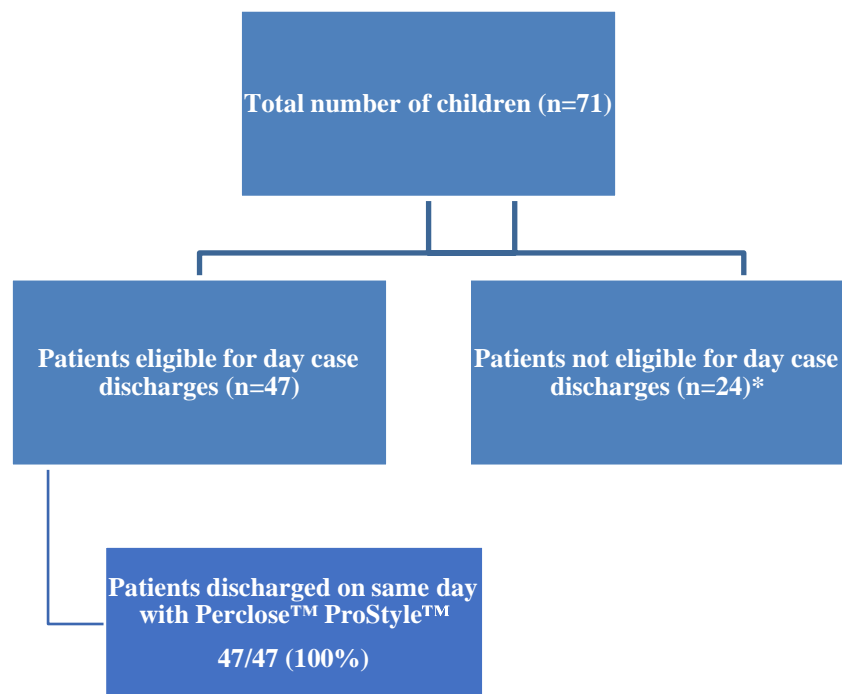 Total number of children (n=71)
Patients eligible for day case
discharges (n=47)
Patients not eligible for day case
discharges (n=24)*
Patients discharged on same day
with Perclose™ ProStyle™
47/47 (100%)